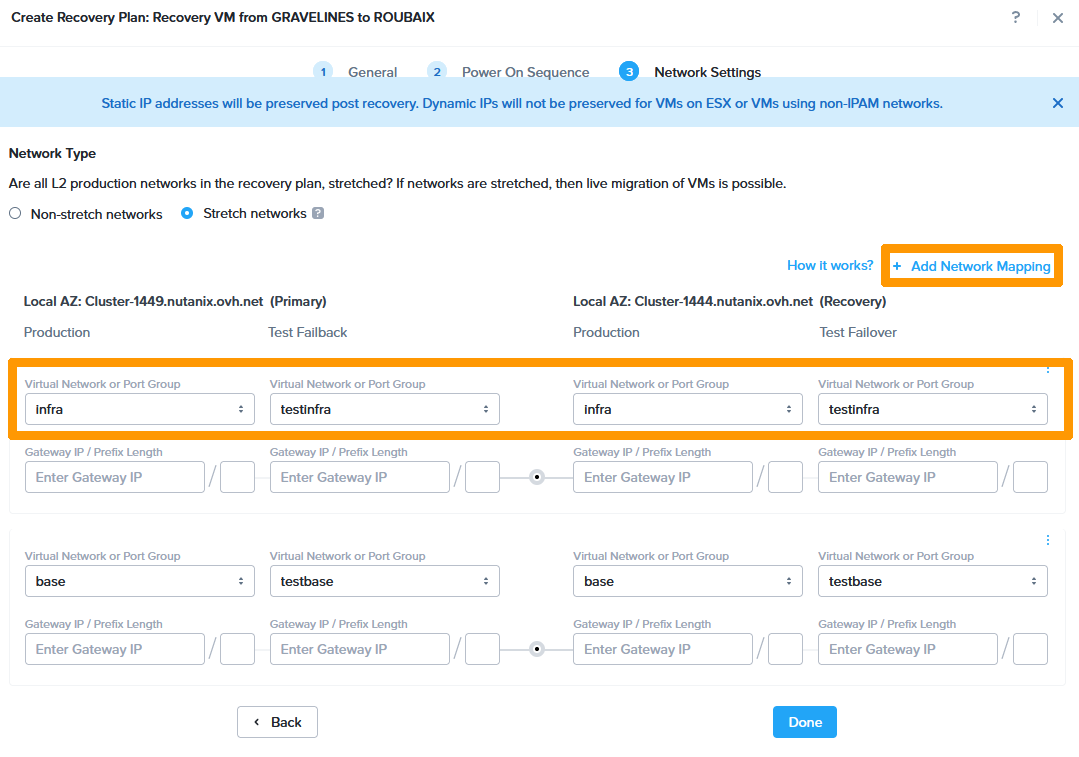 Create Recovery Plan: Recovery VM from GRAVELINES to ROUBAIX ? ×
1 General 2 Power On Sequence 3 Network Settings
Static IP addresses will be preserved post recovery. Dynamic IPs will not be preserved for VMs on ESX or VMs using non-IPAM networks. ×
Network Type
Are all L2 production networks in the recovery plan, stretched? If networks are stretched, then live migration of VMs is possible.
Non-stretch networks Stretch networks ?
How it works? + Add Network Mapping
Local AZ: Cluster-1449.nutanix.ovh.net (Primary) Local AZ: Cluster-1444.nutanix.ovh.net (Recovery)
Production Test Failback Production Test Failover
Virtual Network or Port Group Virtual Network or Port Group Virtual Network or Port Group Virtual Network or Port Group
infra testinfra infra testinfra
Gateway IP / Prefix Length Gateway IP / Prefix Length Gateway IP / Prefix Length Gateway IP / Prefix Length
Enter Gateway IP / Enter Gateway IP / Enter Gateway IP / Enter Gateway IP /
Virtual Network or Port Group Virtual Network or Port Group Virtual Network or Port Group Virtual Network or Port Group
base testbase base testbase
Gateway IP / Prefix Length Gateway IP / Prefix Length Gateway IP / Prefix Length Gateway IP / Prefix Length
Enter Gateway IP / Enter Gateway IP / Enter Gateway IP / Enter Gateway IP /
Back Done